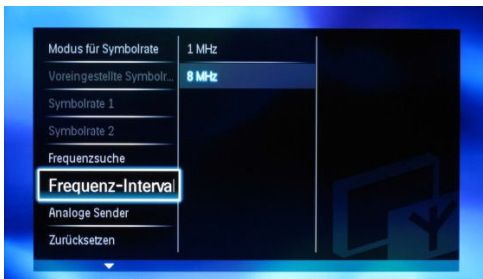 Modus für Symbolrate
1 MHz
Voreingestellte Symbolr...
8 MHz
Symbolrate 1
Symbolrate 2
Frequenzsuche
Frequenz-Interval
Analoge Sender
Zurücksetzen